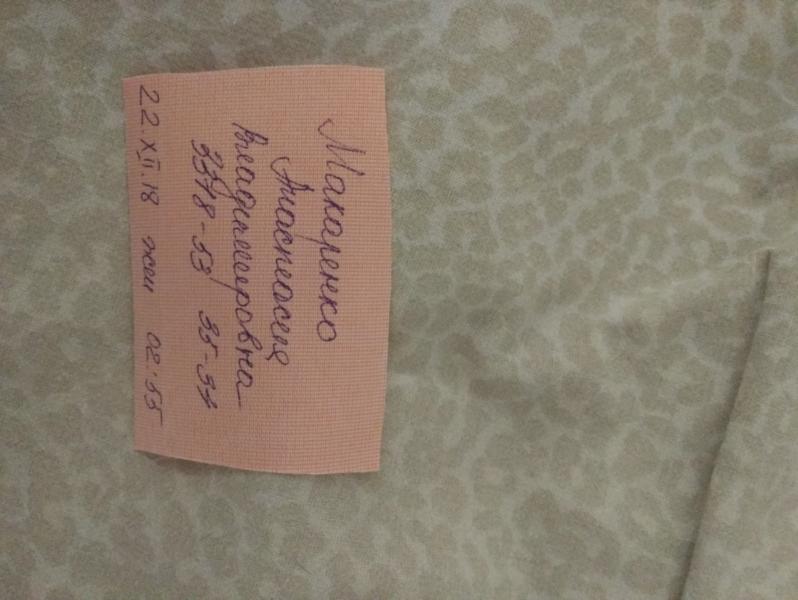 Макаренко
Анастасия
Владимировна
3378-53 35-34
22.XII.18 жен 02:55